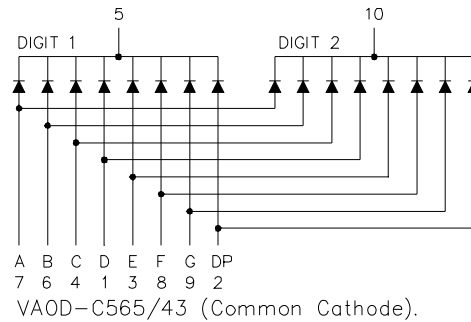 5 10
DIGIT 1 DIGIT 2
A B C D E F G DP
7 6 4 1 3 8 9 2
VAOD-C565/43 (Common Cathode).